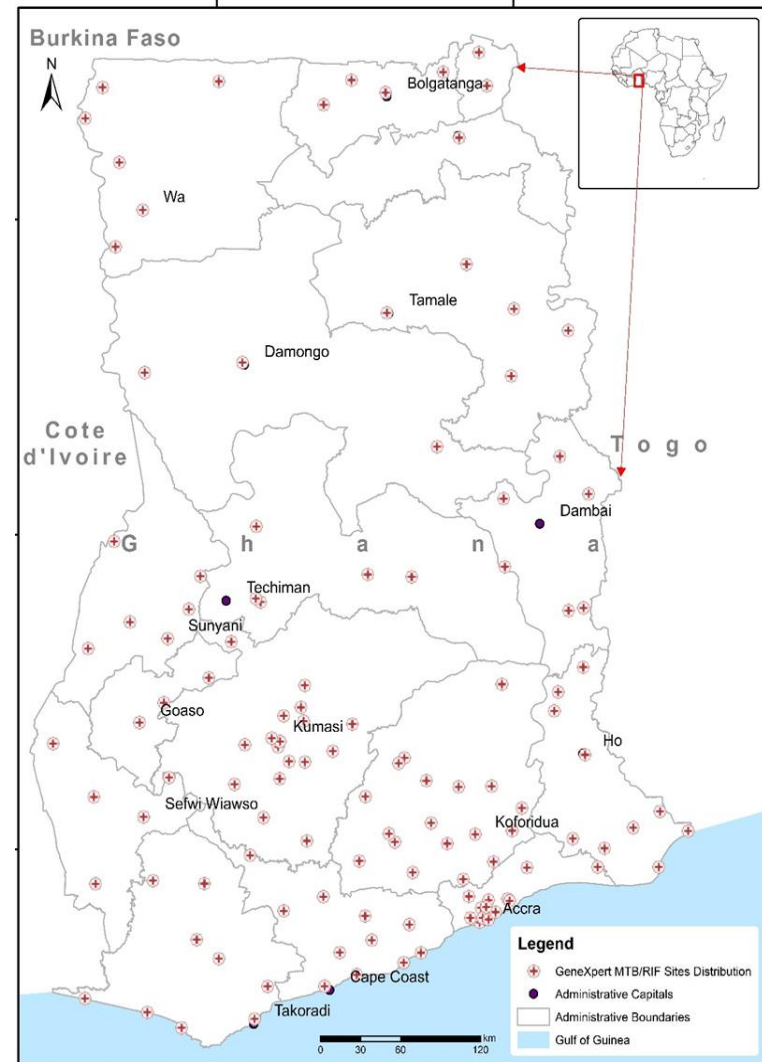 Burkina Faso
N
Bolgatanga
Wa
Tamale
Damongo
Cote
d'Ivoire
Togo
Dambai
Ghana
Techiman
Sunyani
Goaso
Kumasi
Ho
Sefwi Wiawso
Koforidua
Accra
Cape Coast
Takoradi
km
0 30 60 120
Legend
GeneXpert MTB/RIF Sites Distribution
Administrative Capitals
Administrative Boundaries
Gulf of Guinea